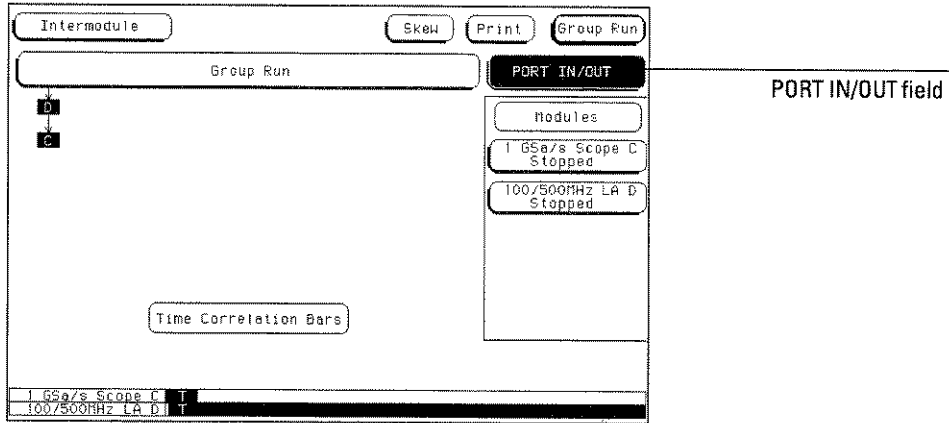 Intermodule
Skew
Print
Group Run
Group Run
PORT IN/OUT
PORT IN/OUT field
D
C
Modules
1 GSa/s Scope C
Stopped
100/500MHz LA D
Stopped
Time Correlation Bars
1 GSa/s Scope C T
100/500MHz LA D T